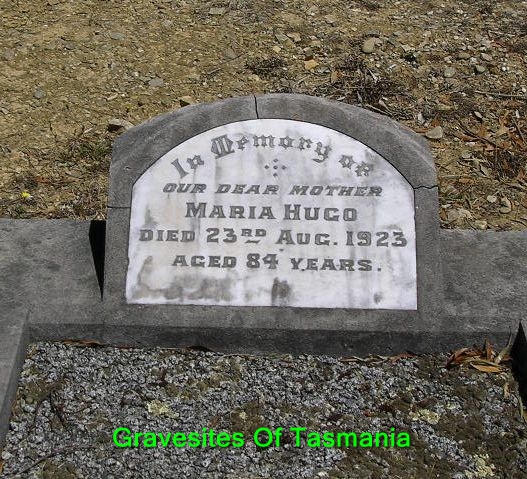 In Memory of
OUR DEAR MOTHER
MARIA HUGO
DIED 23RD AUG. 1923
AGED 84 YEARS.
Gravesites Of Tasmania